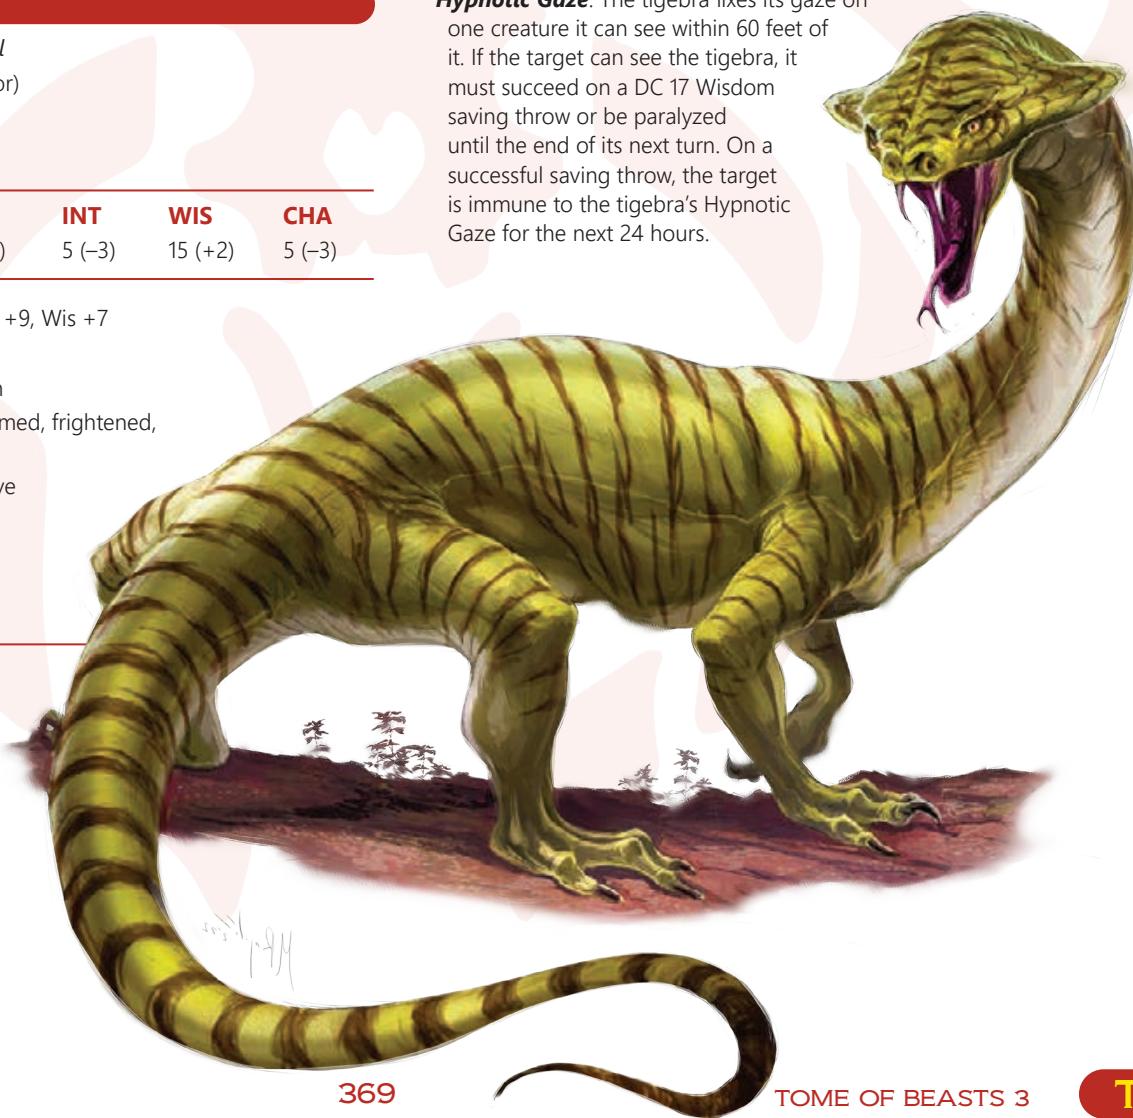 l
or)
INT WIS CHA
) 5 (–3) 15 (+2) 5 (–3)
+9, Wis +7
n
med, frightened,
ve
Hypnotic Gaze. The tigebra fixes its gaze on
one creature it can see within 60 feet of
it. If the target can see the tigebra, it
must succeed on a DC 17 Wisdom
saving throw or be paralyzed
until the end of its next turn. On a
successful saving throw, the target
is immune to the tigebra’s Hypnotic
Gaze for the next 24 hours.
369
TOME OF BEASTS 3
T